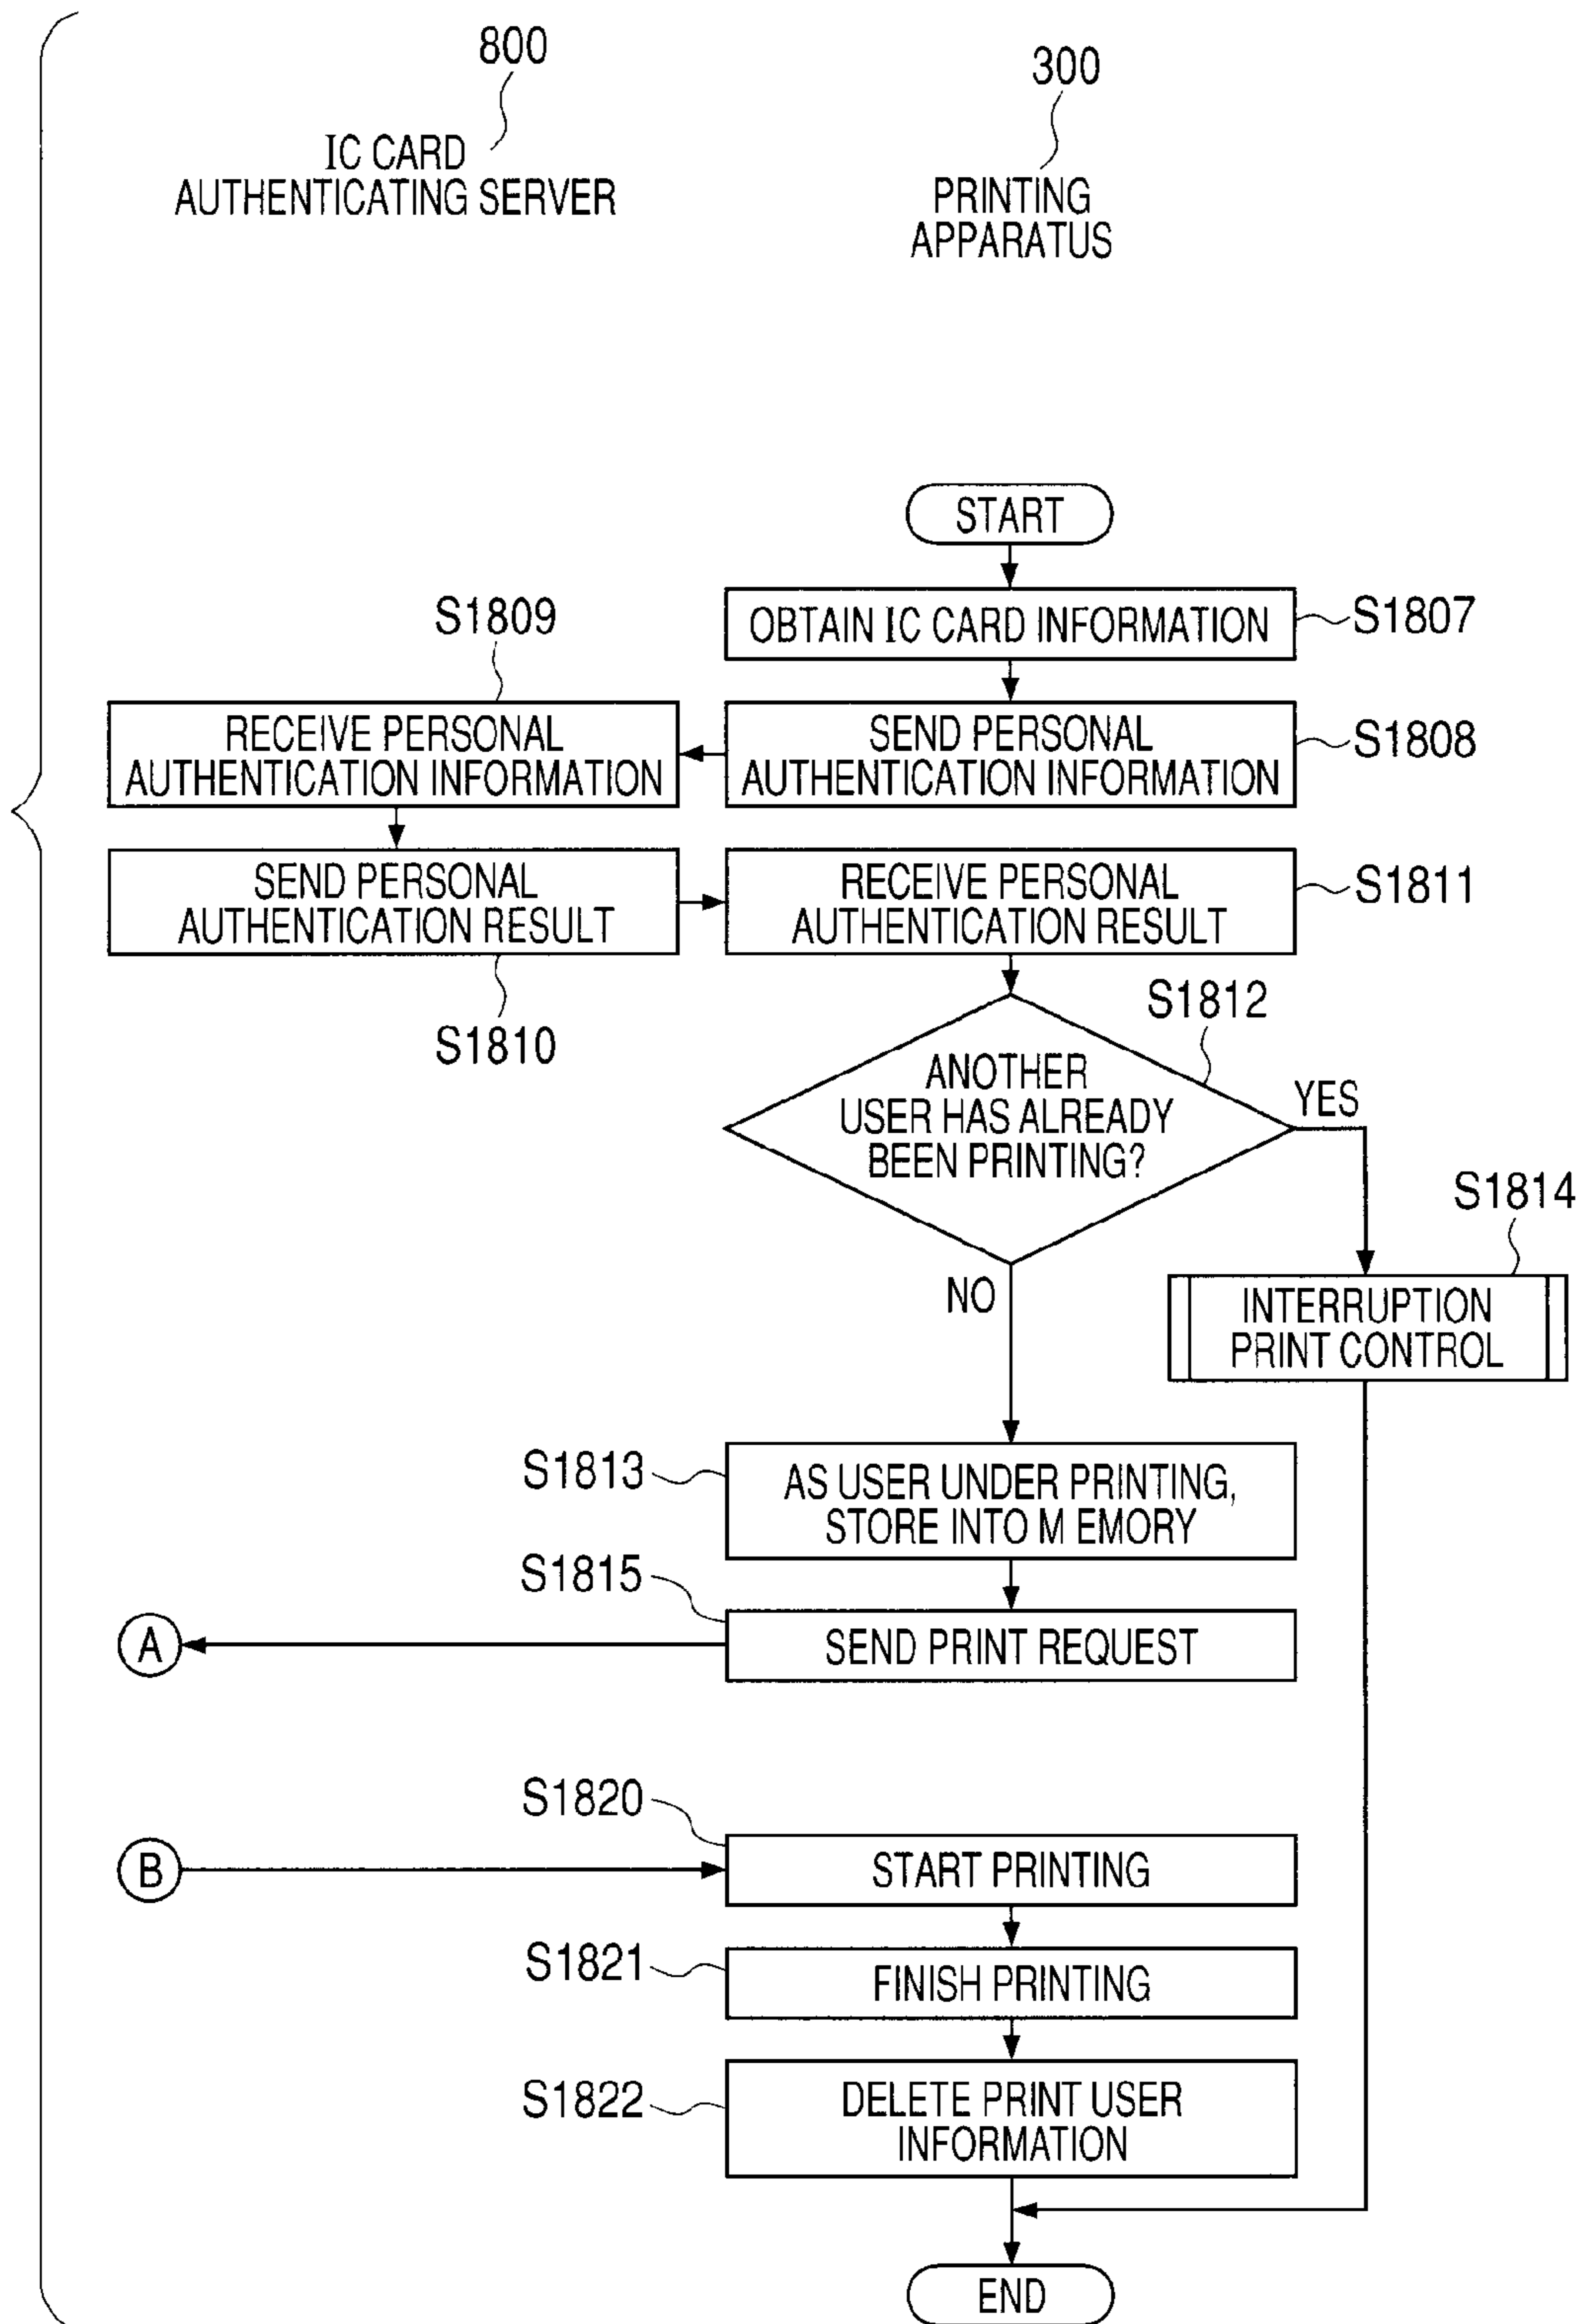 800
IC CARD
AUTHENTICATING SERVER
300
PRINTING
APPARATUS
START
OBTAIN IC CARD INFORMATION
S1807
S1809
RECEIVE PERSONAL
AUTHENTICATION INFORMATION
SEND PERSONAL
AUTHENTICATION INFORMATION
S1808
SEND PERSONAL
AUTHENTICATION RESULT
S1810
RECEIVE PERSONAL
AUTHENTICATION RESULT
S1811
S1812
ANOTHER
USER HAS ALREADY
BEEN PRINTING?
YES
NO
S1814
INTERRUPTION
PRINT CONTROL
S1813
AS USER UNDER PRINTING,
STORE INTO M EMORY
S1815
A
SEND PRINT REQUEST
S1820
B
START PRINTING
S1821
FINISH PRINTING
S1822
DELETE PRINT USER
INFORMATION
END